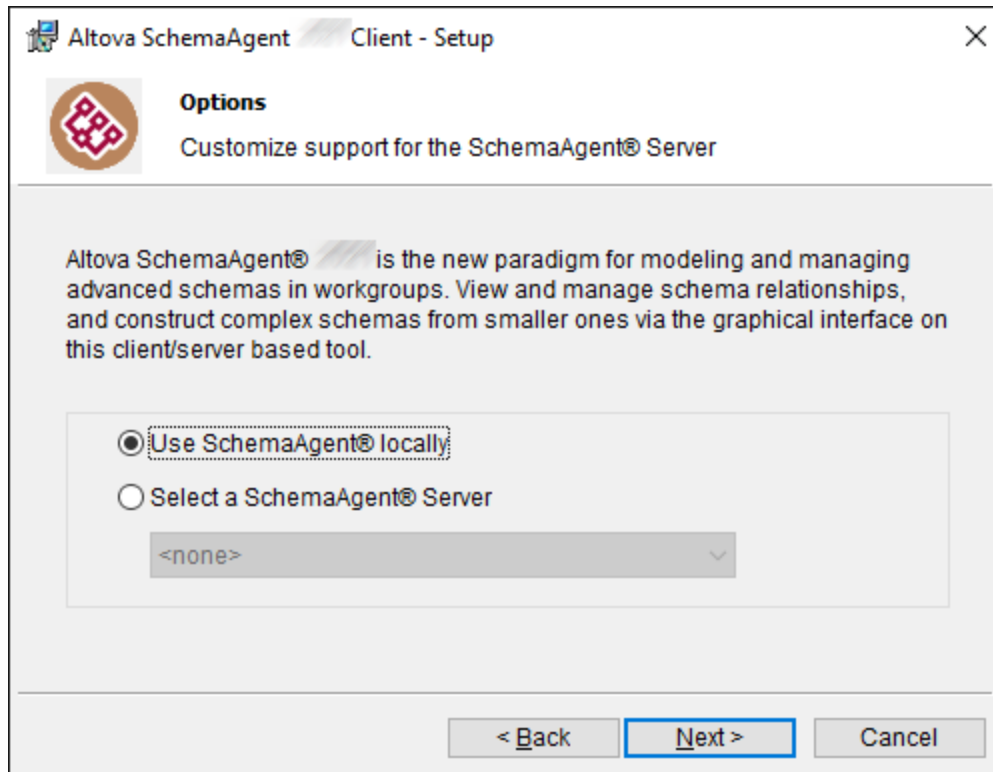 Altova SchemaAgent Client - Setup
Options
Customize support for the SchemaAgent® Server
Altova SchemaAgent® is the new paradigm for modeling and managing
advanced schemas in workgroups. View and manage schema relationships,
and construct complex schemas from smaller ones via the graphical interface on
this client/server based tool.
Use SchemaAgent® locally
Select a SchemaAgent® Server
<none>
< Back
Next >
Cancel